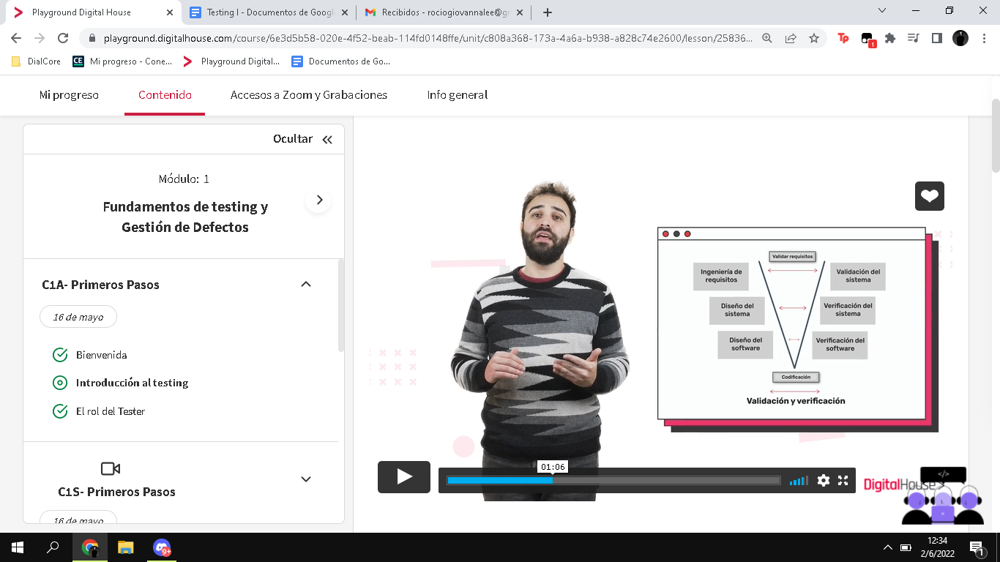 Playground Digital House
Testing I - Documentos de Goog
Recibidos - rociogiovannalee@g
playground.digitalhouse.com/course/6e3d5b58-020e-4f52-beab-114fd0148ffe/unit/c808a368-173a-4a6a-b938-a828c74e2600/lesson/25836...
1
DialCore
CE
Mi progreso - Cone...
Playground Digital...
Documentos de Go...
Mi progreso
Contenido
Accesos a Zoom y Grabaciones
Info general
Ocultar
Módulo: 1
Fundamentos de testing y
Gestión de Defectos
C1A- Primeros Pasos
16 de mayo
Bienvenida
Introducción al testing
El rol del Tester
C1S- Primeros Pasos
16 de mayo
Validar requisitos
Ingeniería de
requisitos
Validación del
sistema
Diseño del
sistema
Verificación del
sistema
Diseño del
software
Verificación del
software
Codificación
Validación y verificación
01:06
DigitalHouse>
</>
9+
12:34
2/6/2022
1